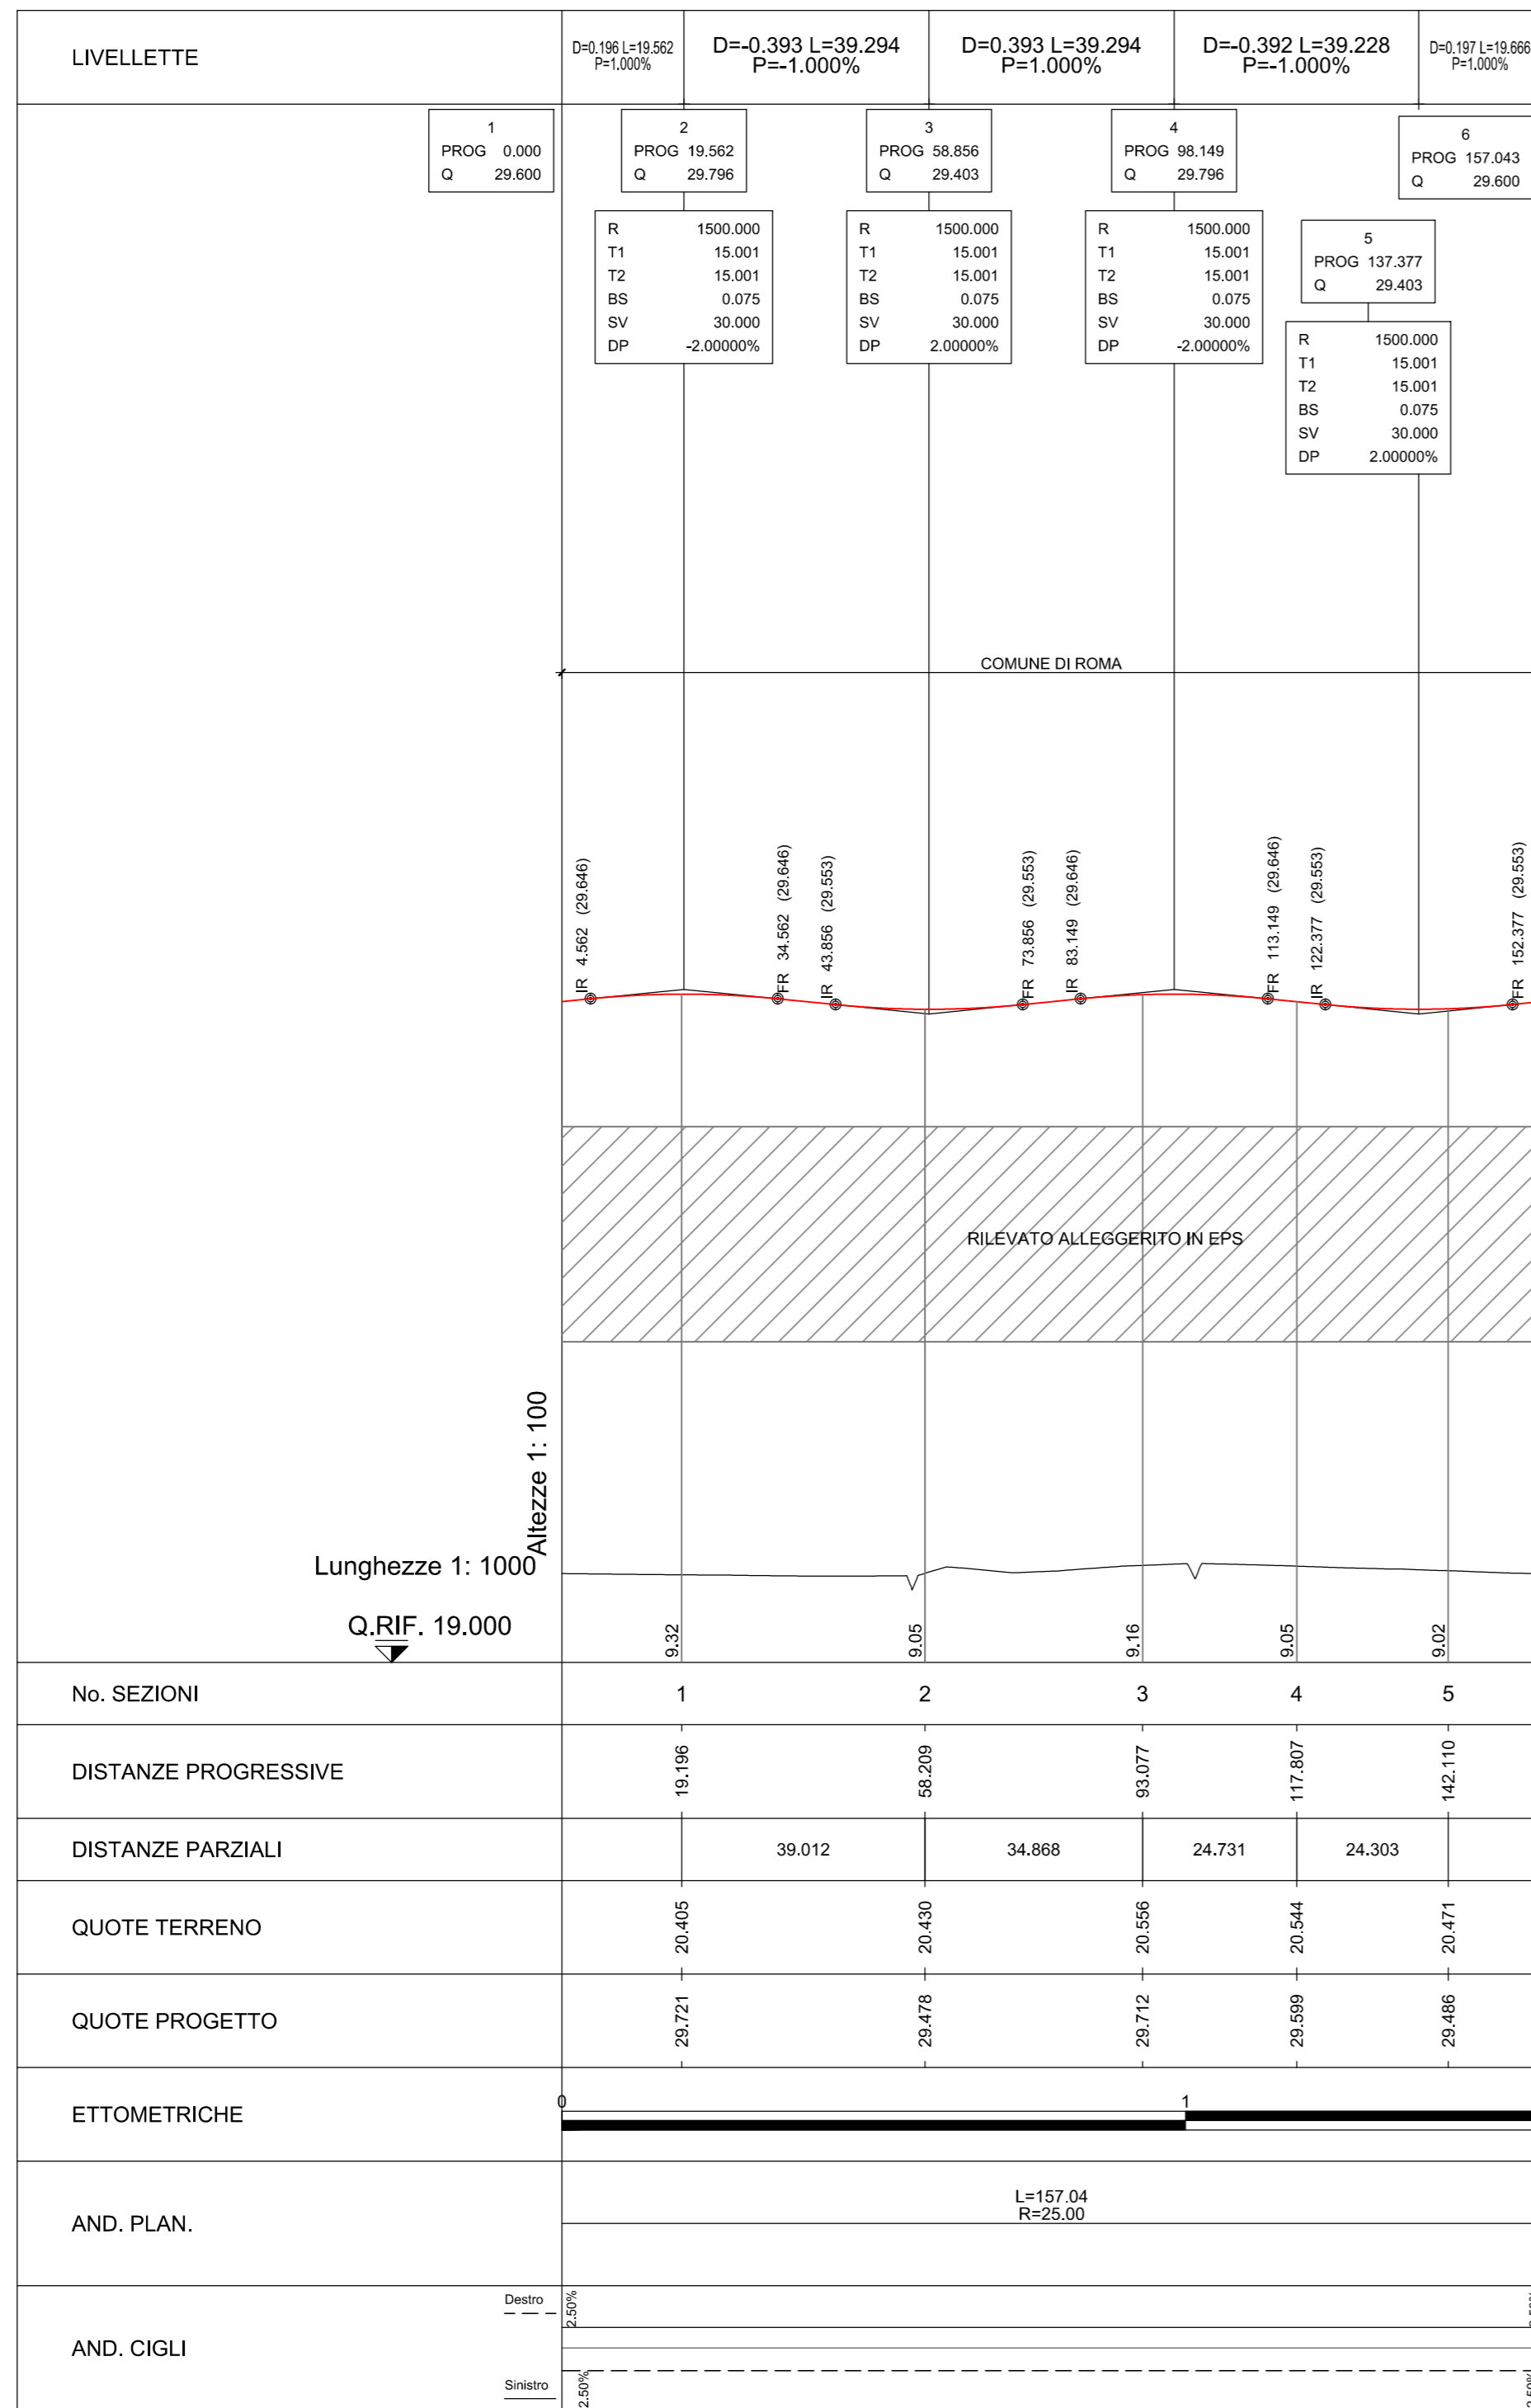 LIVELLETTE
D=0.196 L=19.562
P=1.000%
D=-0.393 L=39.294
P=-1.000%
D=0.393 L=39.294
P=1.000%
D=-0.392 L=39.228
P=-1.000%
D=0.197 L=19.666
P=1.000%
1
PROG 0.000
Q 29.600
2
PROG 19.562
Q 29.796
R 1500.000
T1 15.001
T2 15.001
BS 0.075
SV 30.000
DP -2.00000%
3
PROG 58.856
Q 29.403
R 1500.000
T1 15.001
T2 15.001
BS 0.075
SV 30.000
DP 2.00000%
4
PROG 98.149
Q 29.796
R 1500.000
T1 15.001
T2 15.001
BS 0.075
SV 30.000
DP -2.00000%
6
PROG 157.043
Q 29.600
5
PROG 137.377
Q 29.403
R 1500.000
T1 15.001
T2 15.001
BS 0.075
SV 30.000
DP 2.00000%
COMUNE DI ROMA
IR 4.562 (29.646)
FR 34.562 (29.646)
IR 43.856 (29.553)
FR 73.856 (29.553)
IR 83.149 (29.646)
FR 113.149 (29.646)
IR 122.377 (29.553)
FR 152.377 (29.553)
RILEVATO ALLEGGERITO IN EPS
Altezze 1: 100
Lunghezze 1: 1000
Q.RIF. 19.000
9.32 9.05 9.16 9.05 9.02
No. SEZIONI 1 2 3 4 5
DISTANZE PROGRESSIVE 19.196 58.209 93.077 117.807 142.110
DISTANZE PARZIALI 39.012 34.868 24.731 24.303
QUOTE TERRENO 20.405 20.430 20.556 20.544 20.471
QUOTE PROGETTO 29.721 29.478 29.712 29.599 29.486
ETTOMETRICHE 0 1
AND. PLAN.
L=157.04
R=25.00
AND. CIGLI
Destro
2.50%
Sinistro
2.50%